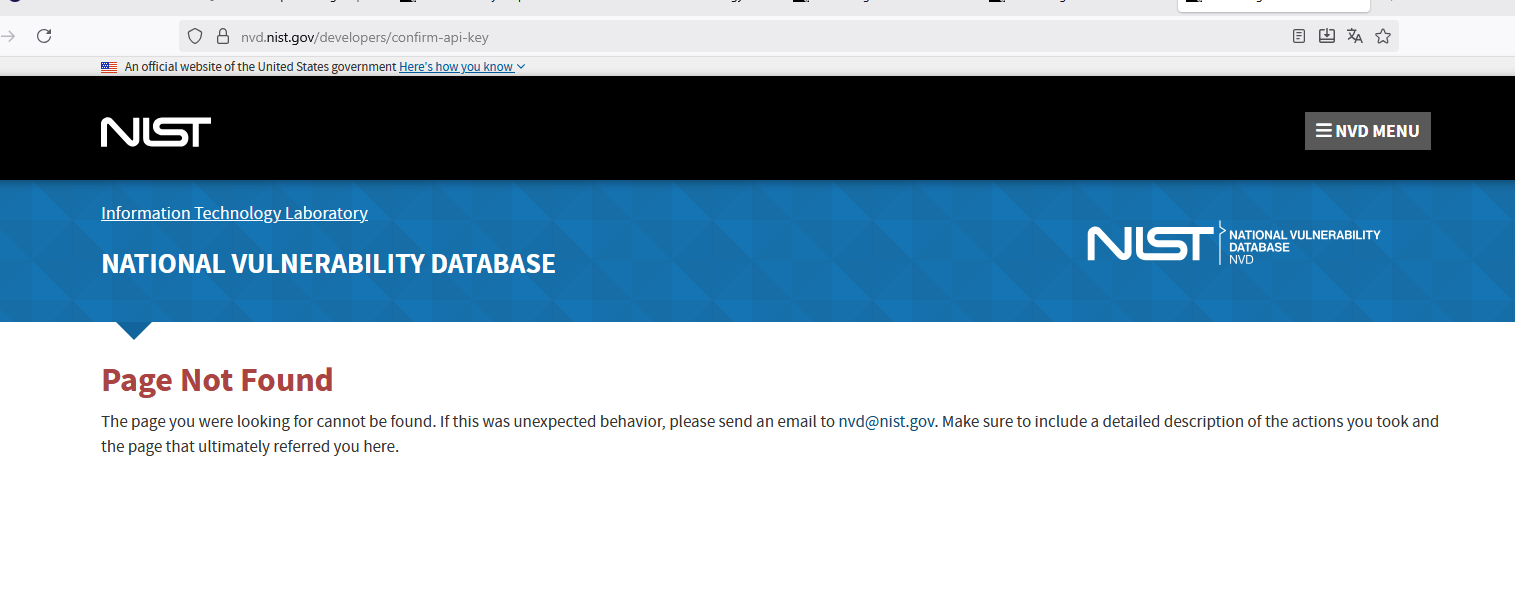 nvd.nist.gov/developers/confirm-api-key
An official website of the United States government Here's how you know
NIST
NVD MENU
Information Technology Laboratory
NATIONAL VULNERABILITY DATABASE
NIST
NATIONAL VULNERABILITY
DATABASE
NVD
Page Not Found
The page you were looking for cannot be found. If this was unexpected behavior, please send an email to nvd@nist.gov. Make sure to include a detailed description of the actions you took and
the page that ultimately referred you here.